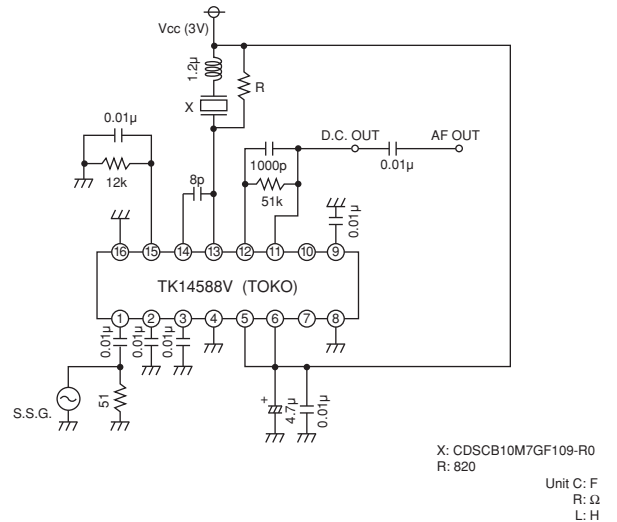 Vcc (3V)
1.2μ
R
X
0.01μ
12k
8p
1000p
51k
D.C. OUT
0.01μ
AF OUT
0.01μ
16 15 14 13 12 11 10 9
TK14588V (TOKO)
1 2 3 4 5 6 7 8
0.01μ
0.01μ
0.01μ
S.S.G.
51
+
4.7μ
0.01μ
X: CDSCB10M7GF109-R0
R: 820
Unit C: F
R: Ω
L: H